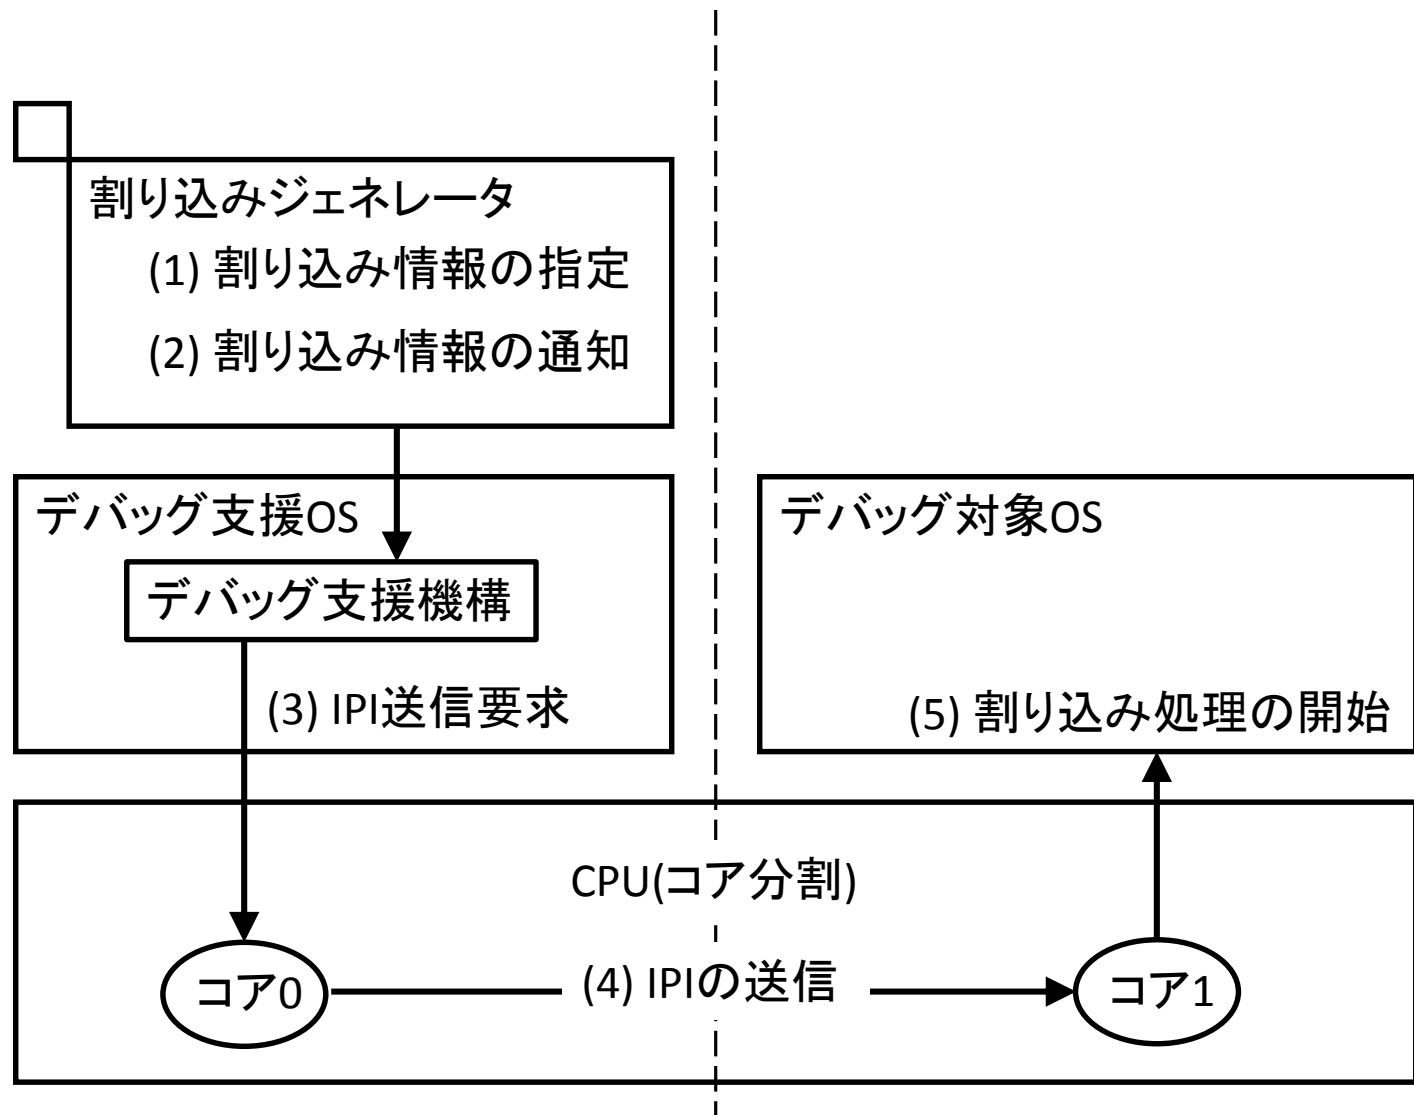 割り込みジェネレータ
(1) 割り込み情報の指定
(2) 割り込み情報の通知
デバッグ支援OS
デバッグ支援機構
(3) IPI送信要求
デバッグ対象OS
(5) 割り込み処理の開始
CPU(コア分割)
コア0
(4) IPIの送信
コア1